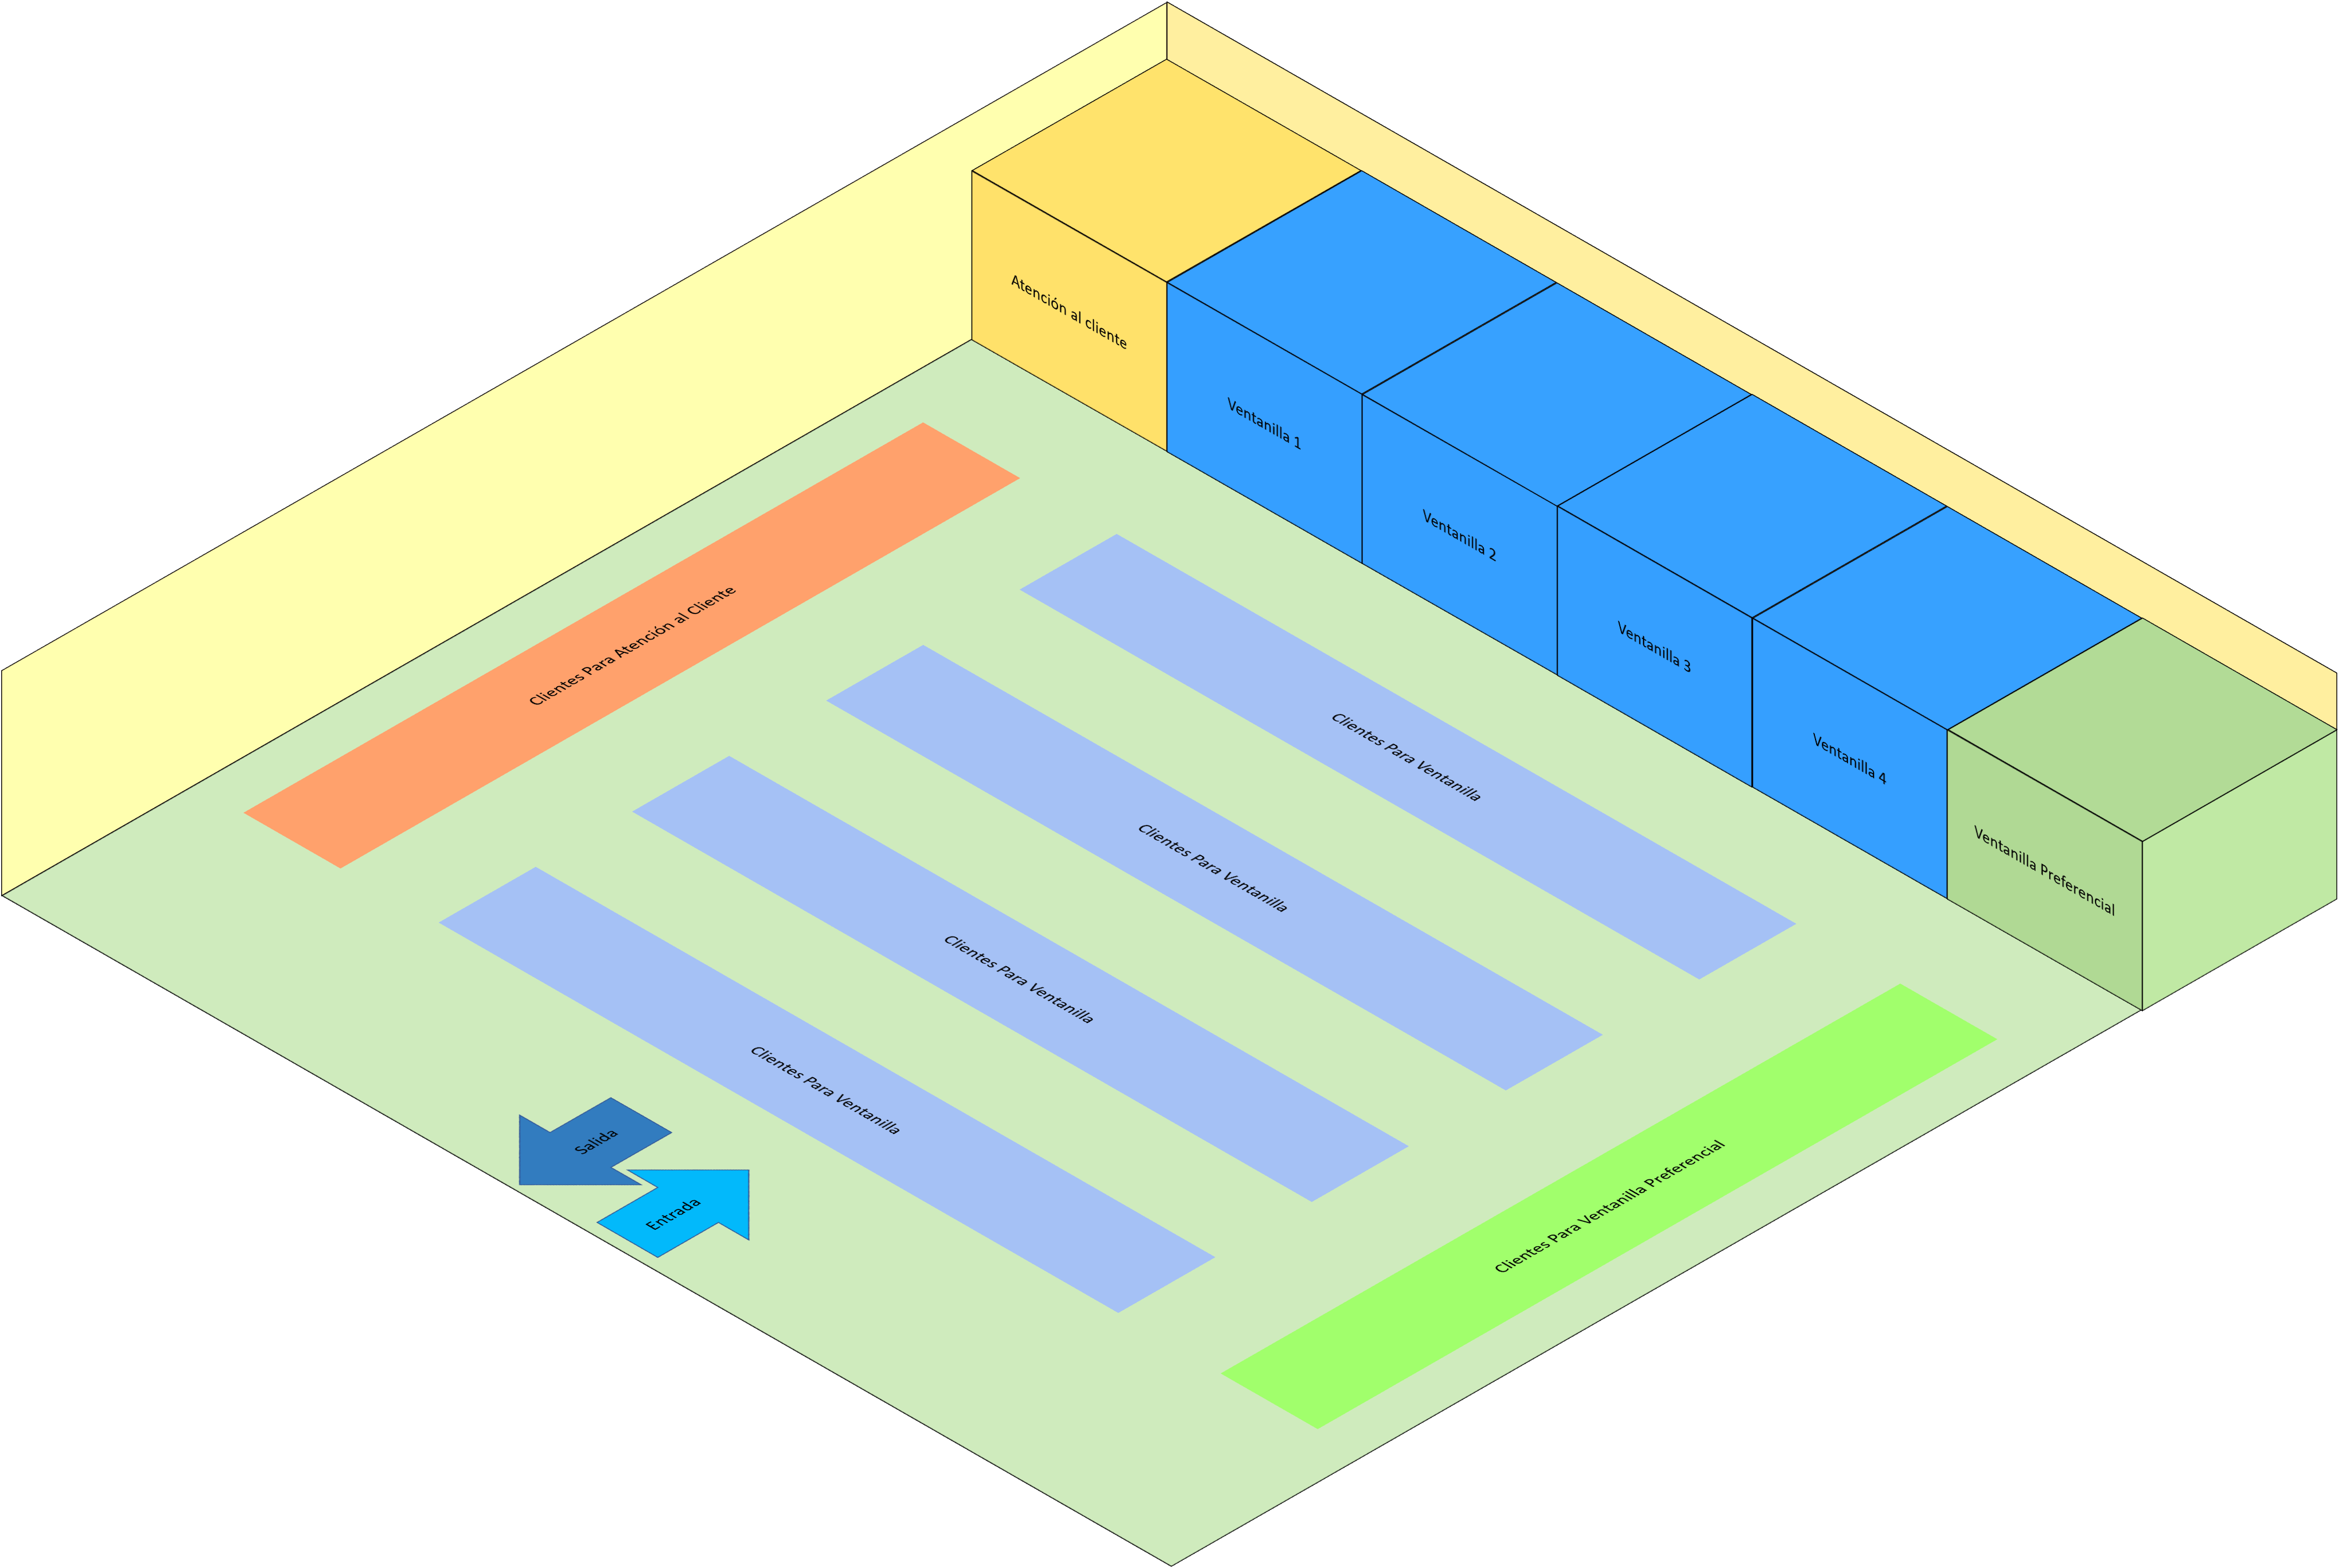 Atención al cliente
Ventanilla 1
Ventanilla 2
Ventanilla 3
Ventanilla 4
Ventanilla Preferencial
Clientes Para Atención al Cliente
Clientes Para Ventanilla
Clientes Para Ventanilla
Clientes Para Ventanilla
Clientes Para Ventanilla
Clientes Para Ventanilla Preferencial
Salida
Entrada